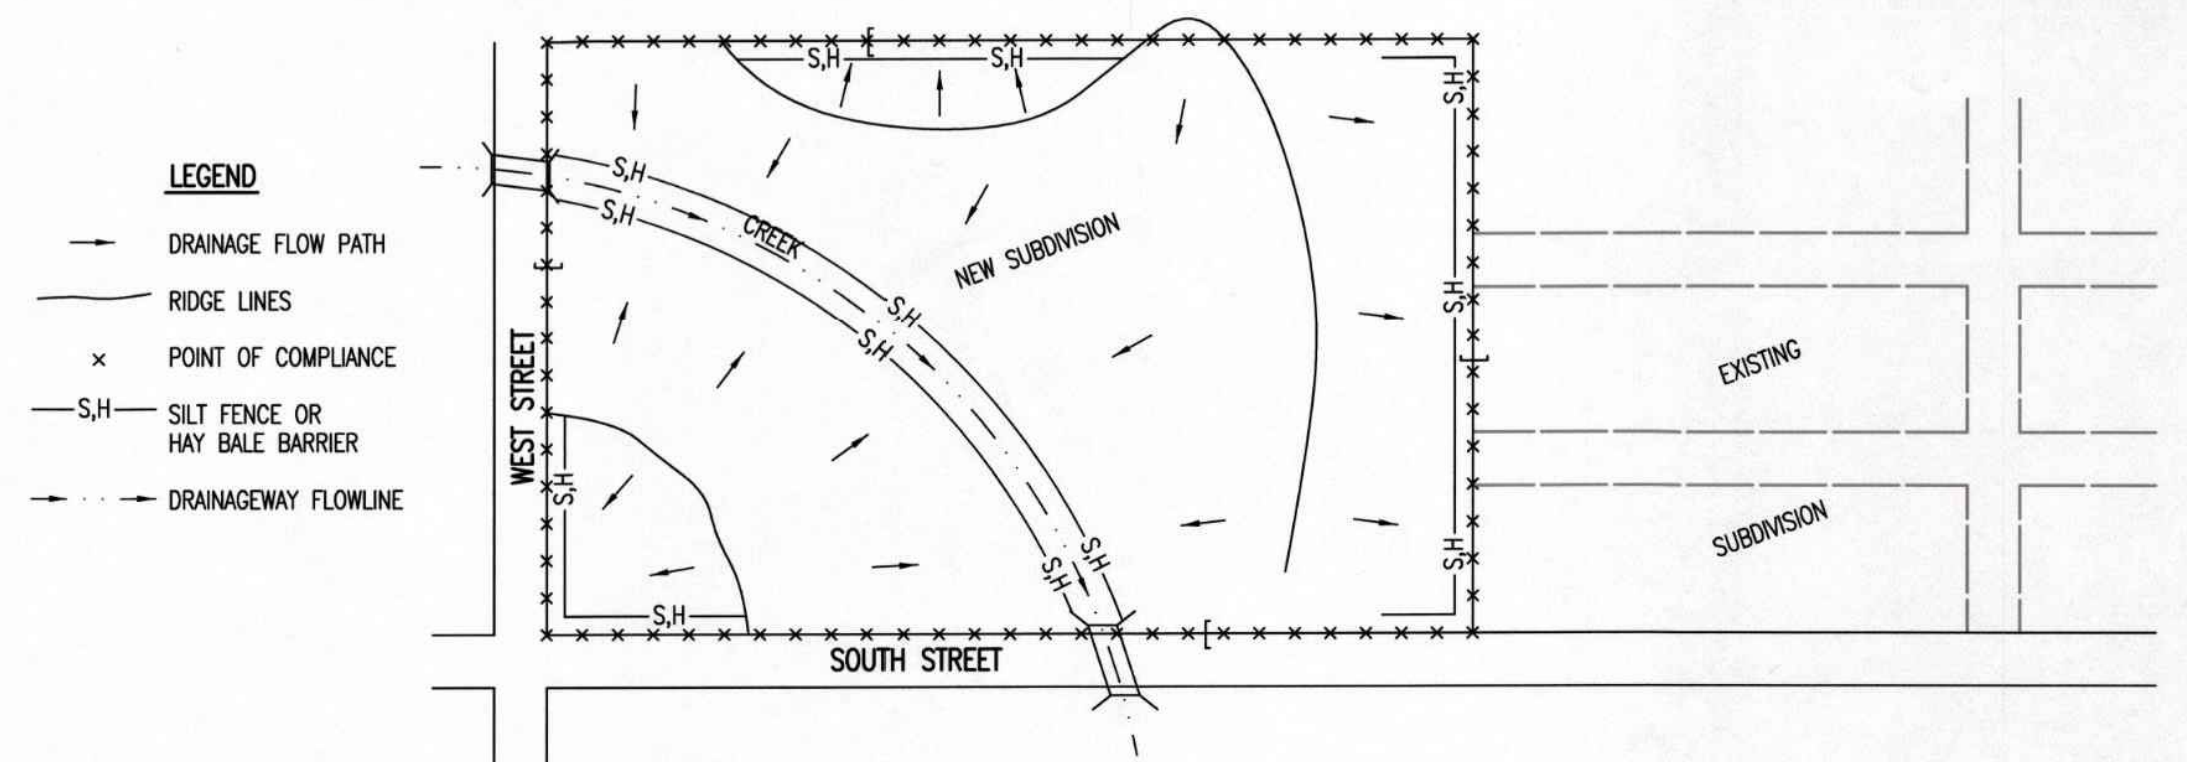 LEGEND
DRAINAGE FLOW PATH
RIDGE LINES
× POINT OF COMPLIANCE
S,H SILT FENCE OR
HAY BALE BARRIER
DRAINAGEWAY FLOWLINE
S,H
S,H
S,H
S,H
S,H
CREEK
NEW SUBDIVISION
S,H
S,H
S,H
WEST STREET
EXISTING
S,H
SUBDIVISION
S,H
S,H
S,H
S,H
SOUTH STREET